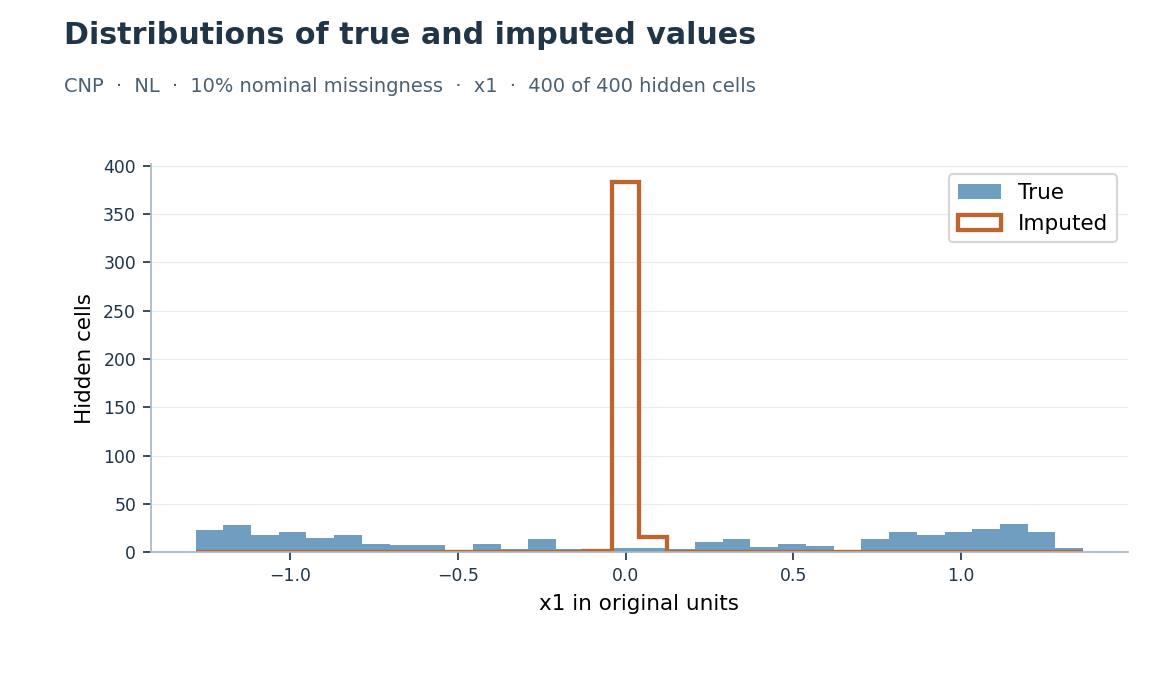 Distributions of true and imputed values
CNP · NL · 10% nominal missingness · x1 · 400 of 400 hidden cells
400
350
300
250
200
150
100
50
0
Hidden cells
True
Imputed
−1.0
−0.5
0.0
0.5
1.0
x1 in original units